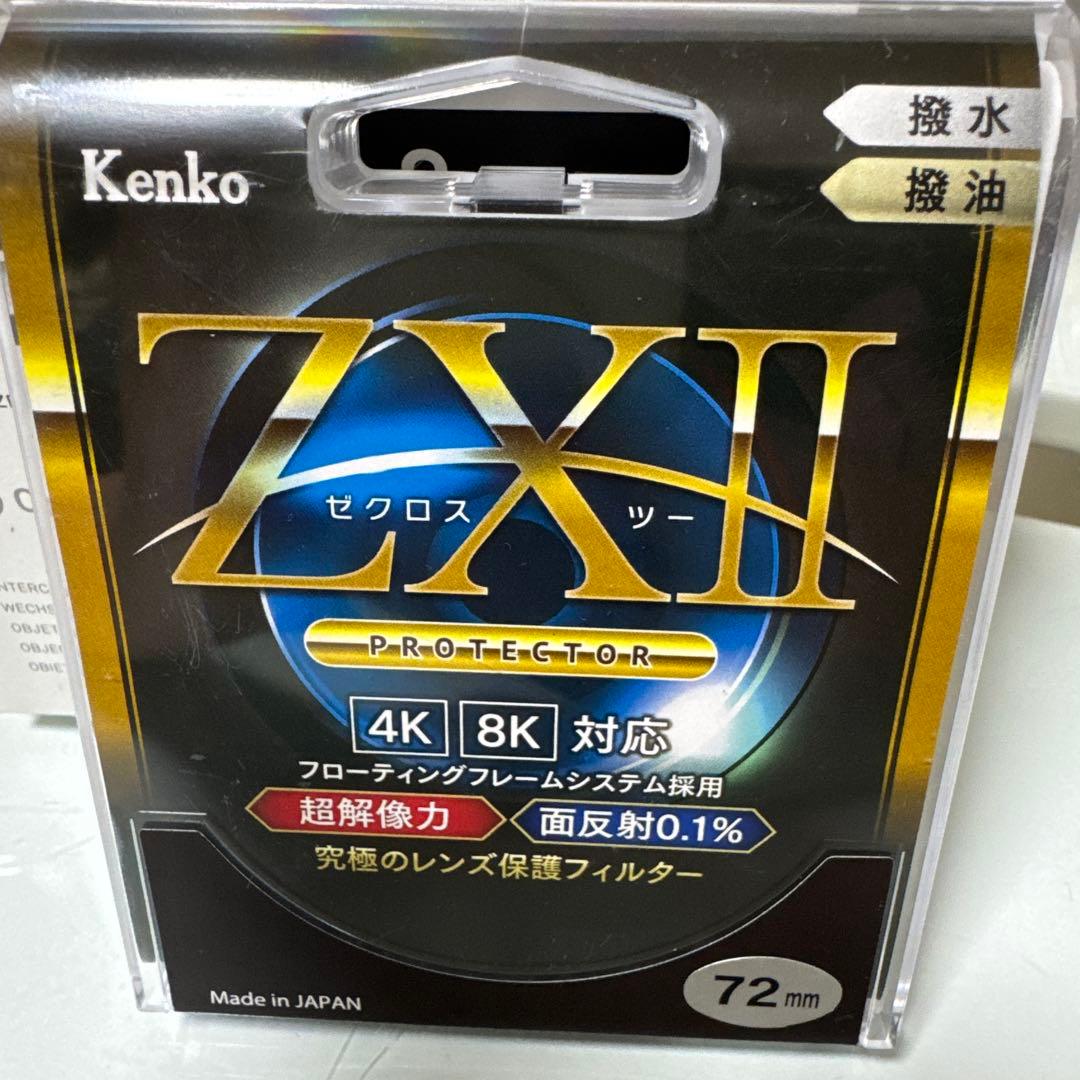 Kenko
撥水
撥油
ZXII
ゼクロス ツー
PROTECTOR
4K 8K 対応
フローティングフレームシステム採用
超解像力 面反射0.1%
究極のレンズ保護フィルター
Made in JAPAN
72mm